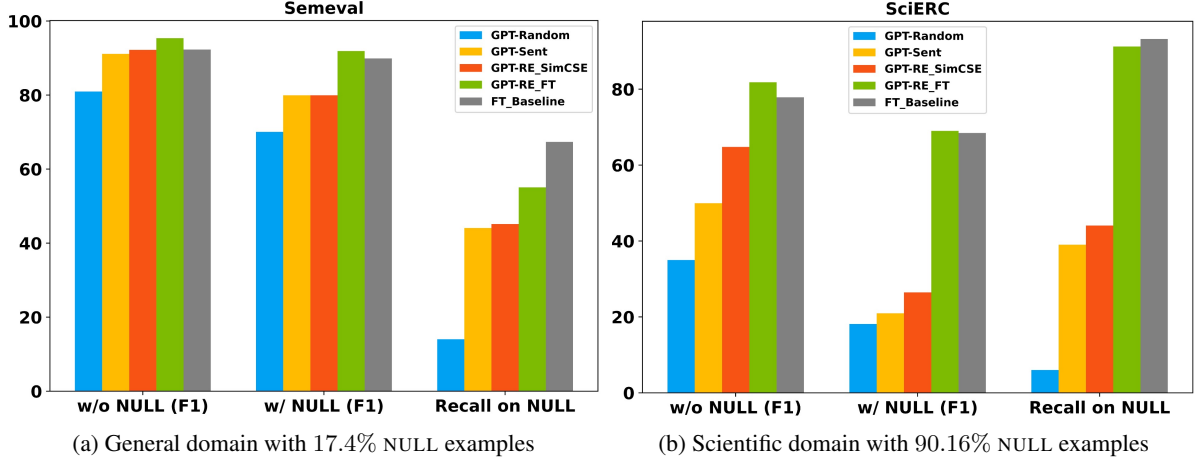 Semeval
100
80
60
40
20
0
GPT-Random
GPT-Sent
GPT-RE_SimCSE
GPT-RE_FT
FT_Baseline
w/o NULL (F1)
w/ NULL (F1)
Recall on NULL
(a) General domain with 17.4% NULL examples
SciERC
80
60
40
20
0
GPT-Random
GPT-Sent
GPT-RE_SimCSE
GPT-RE_FT
FT_Baseline
w/o NULL (F1)
w/ NULL (F1)
Recall on NULL
(b) Scientific domain with 90.16% NULL examples